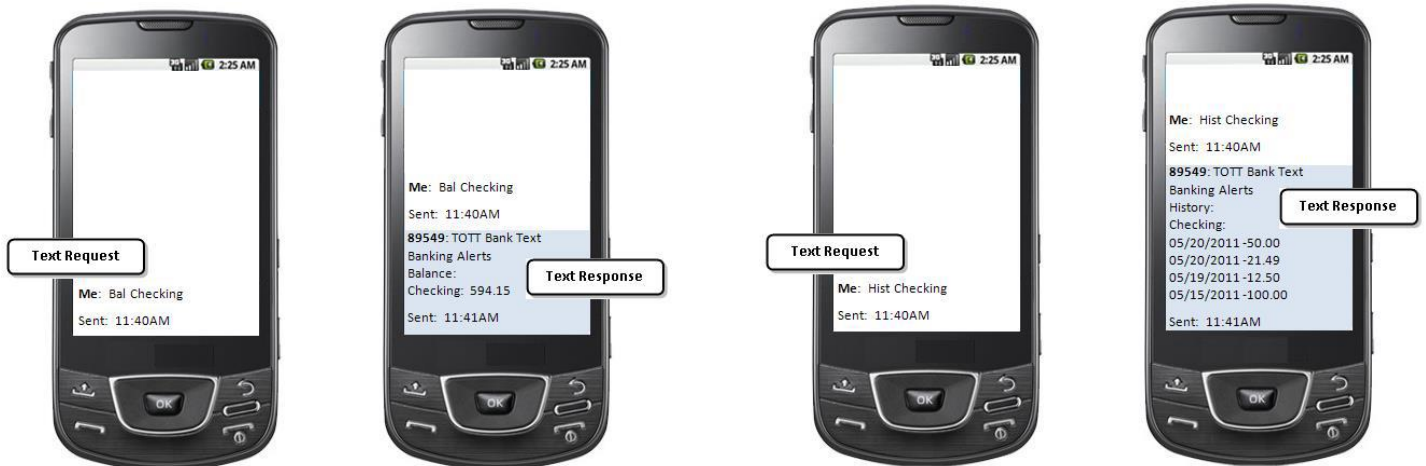 2:25 AM
Text Request
Me: Bal Checking
Sent: 11:40AM
OK
2:25 AM
Me: Bal Checking
Sent: 11:40AM
89549: TOTT Bank Text
Banking Alerts
Balance:
Checking: 594.15
Text Response
Sent: 11:41AM
OK
2:25 AM
Text Request
Me: Hist Checking
Sent: 11:40AM
OK
2:25 AM
Me: Hist Checking
Sent: 11:40AM
89549: TOTT Bank Text
Banking Alerts
Text Response
History:
Checking:
05/20/2011 -50.00
05/20/2011 -21.49
05/19/2011 -12.50
05/15/2011 -100.00
Sent: 11:41AM
OK